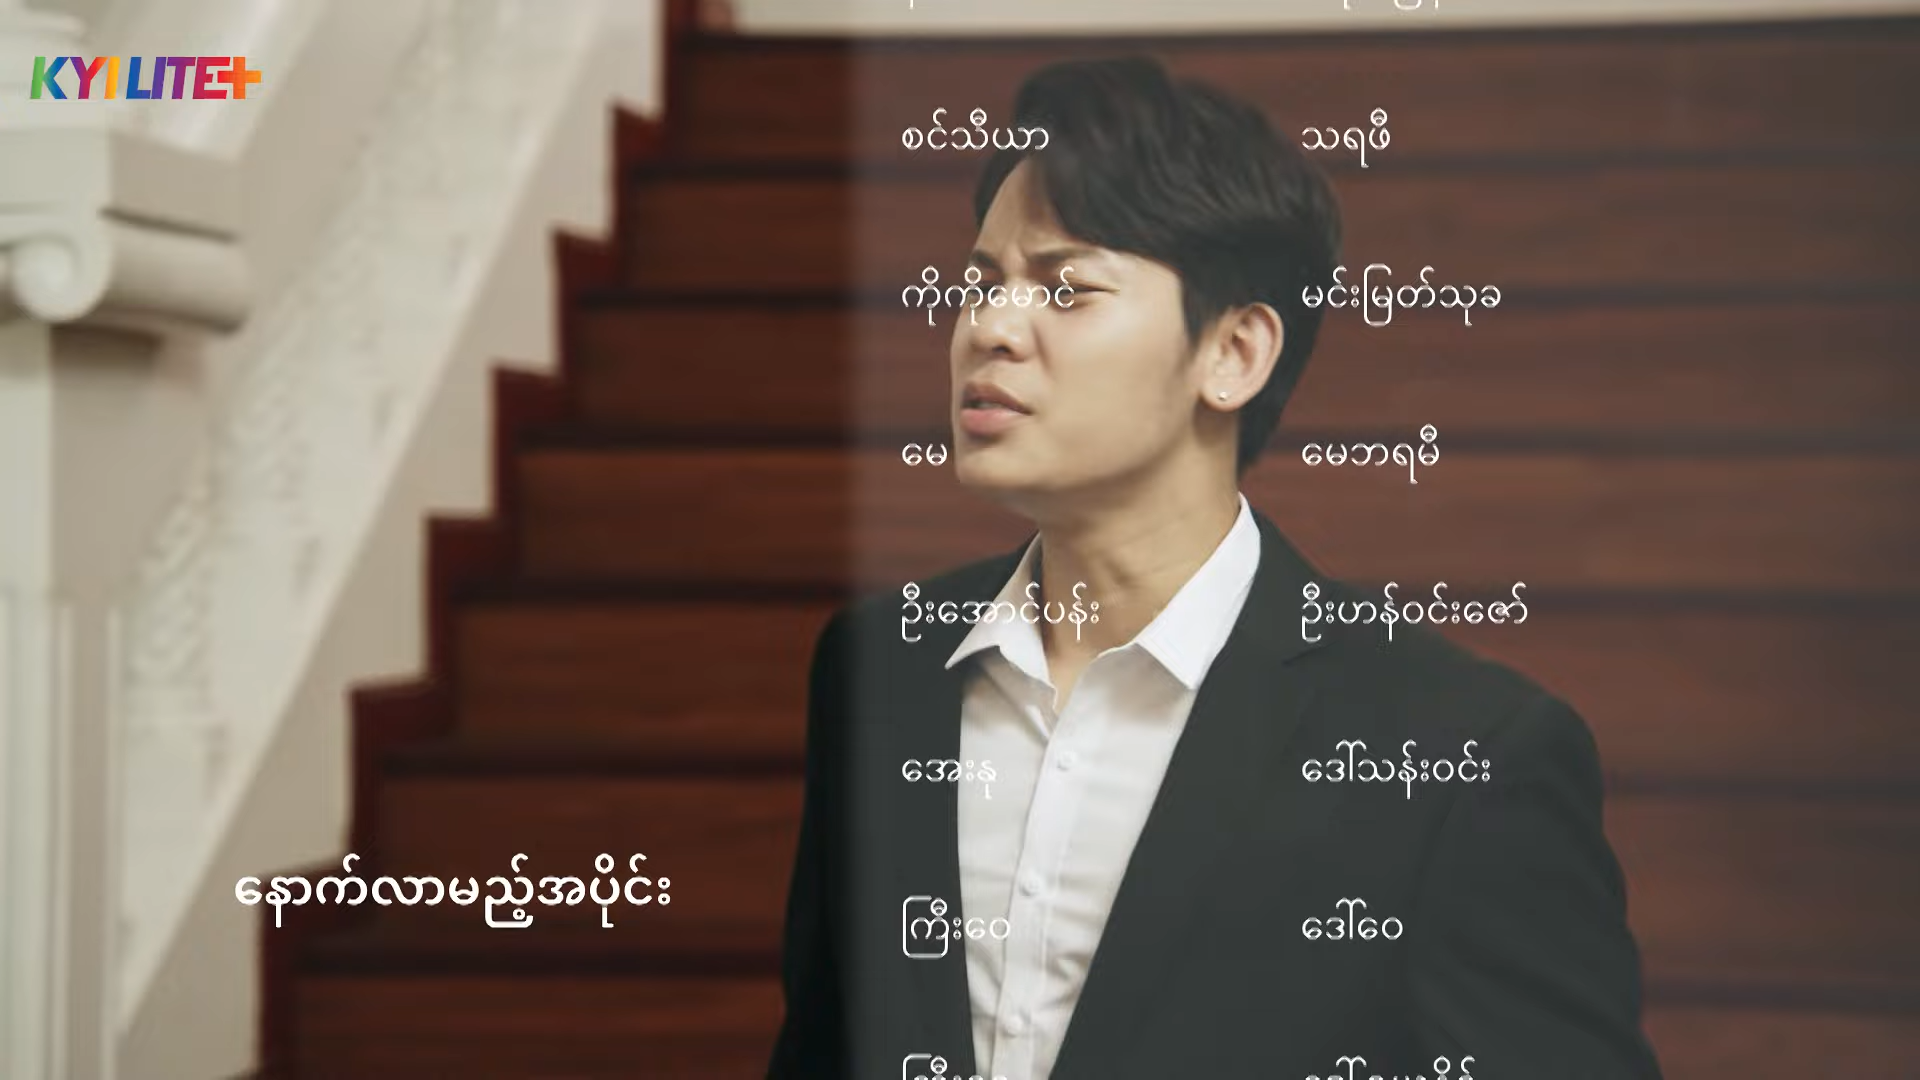 KYI LITE+
စင်သီယာ သရဖီ
ကိုကိုမောင် မင်းမြတ်သုခ
မေ မေဘရမီ
ဦးအောင်ပန်း ဦးဟန်ဝင်းဇော်
အေးနု ဒေါ်သန်းဝင်း
ကြီးဝေ ဒေါ်ဝေ
နောက်လာမည့်အပိုင်း